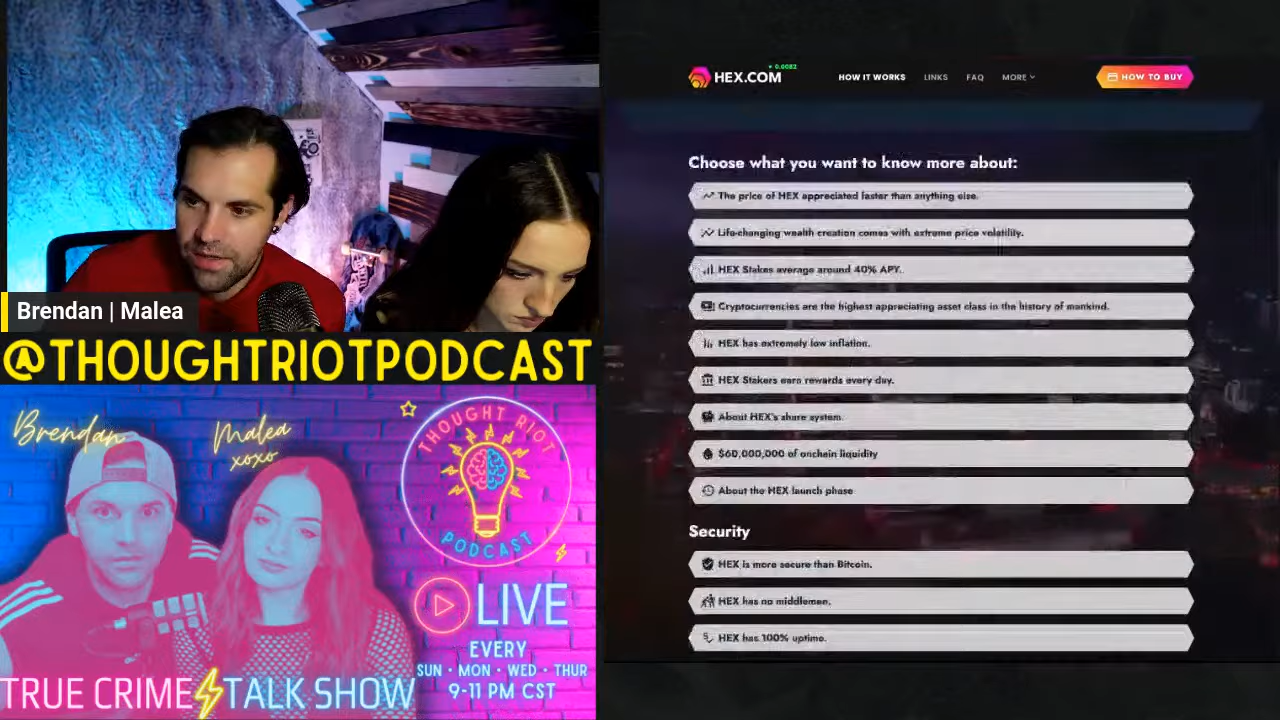 Brendan | Malea
@THOUGHTRIOTPODCAST
Brendan
Malea
xoxo
THOUGHT RIOT
PODCAST
LIVE
EVERY
SUN • MON • WED • THUR
9-11 PM CST
TRUE CRIME TALK SHOW
0.0082
HEX.COM
HOW IT WORKS
LINKS
FAQ
MORE
HOW TO BUY
Choose what you want to know more about:
The price of HEX appreciated faster than anything else.
Life-changing wealth creation comes with extreme price volatility.
HEX Stakes average around 40% APY.
Cryptocurrencies are the highest appreciating asset class in the history of mankind.
HEX has extremely low inflation.
HEX Stakers earn rewards every day.
About HEX's share system.
$60,000,000 of onchain liquidity
About the HEX launch phase
Security
HEX is more secure than Bitcoin.
HEX has no middlemen.
HEX has 100% uptime.